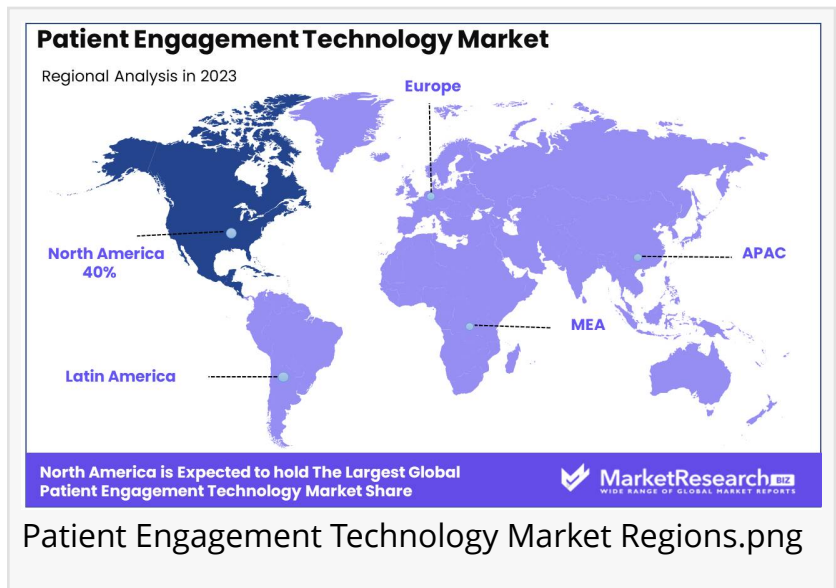 Patient Engagement Technology Market
Regional Analysis in 2023
Europe
North America
40%
APAC
MEA
Latin America
North America is Expected to hold The Largest Global
Patient Engagement Technology Market Share
MarketResearch BIZ
WIDE RANGE OF GLOBAL MARKET REPORTS
Patient Engagement Technology Market Regions.png